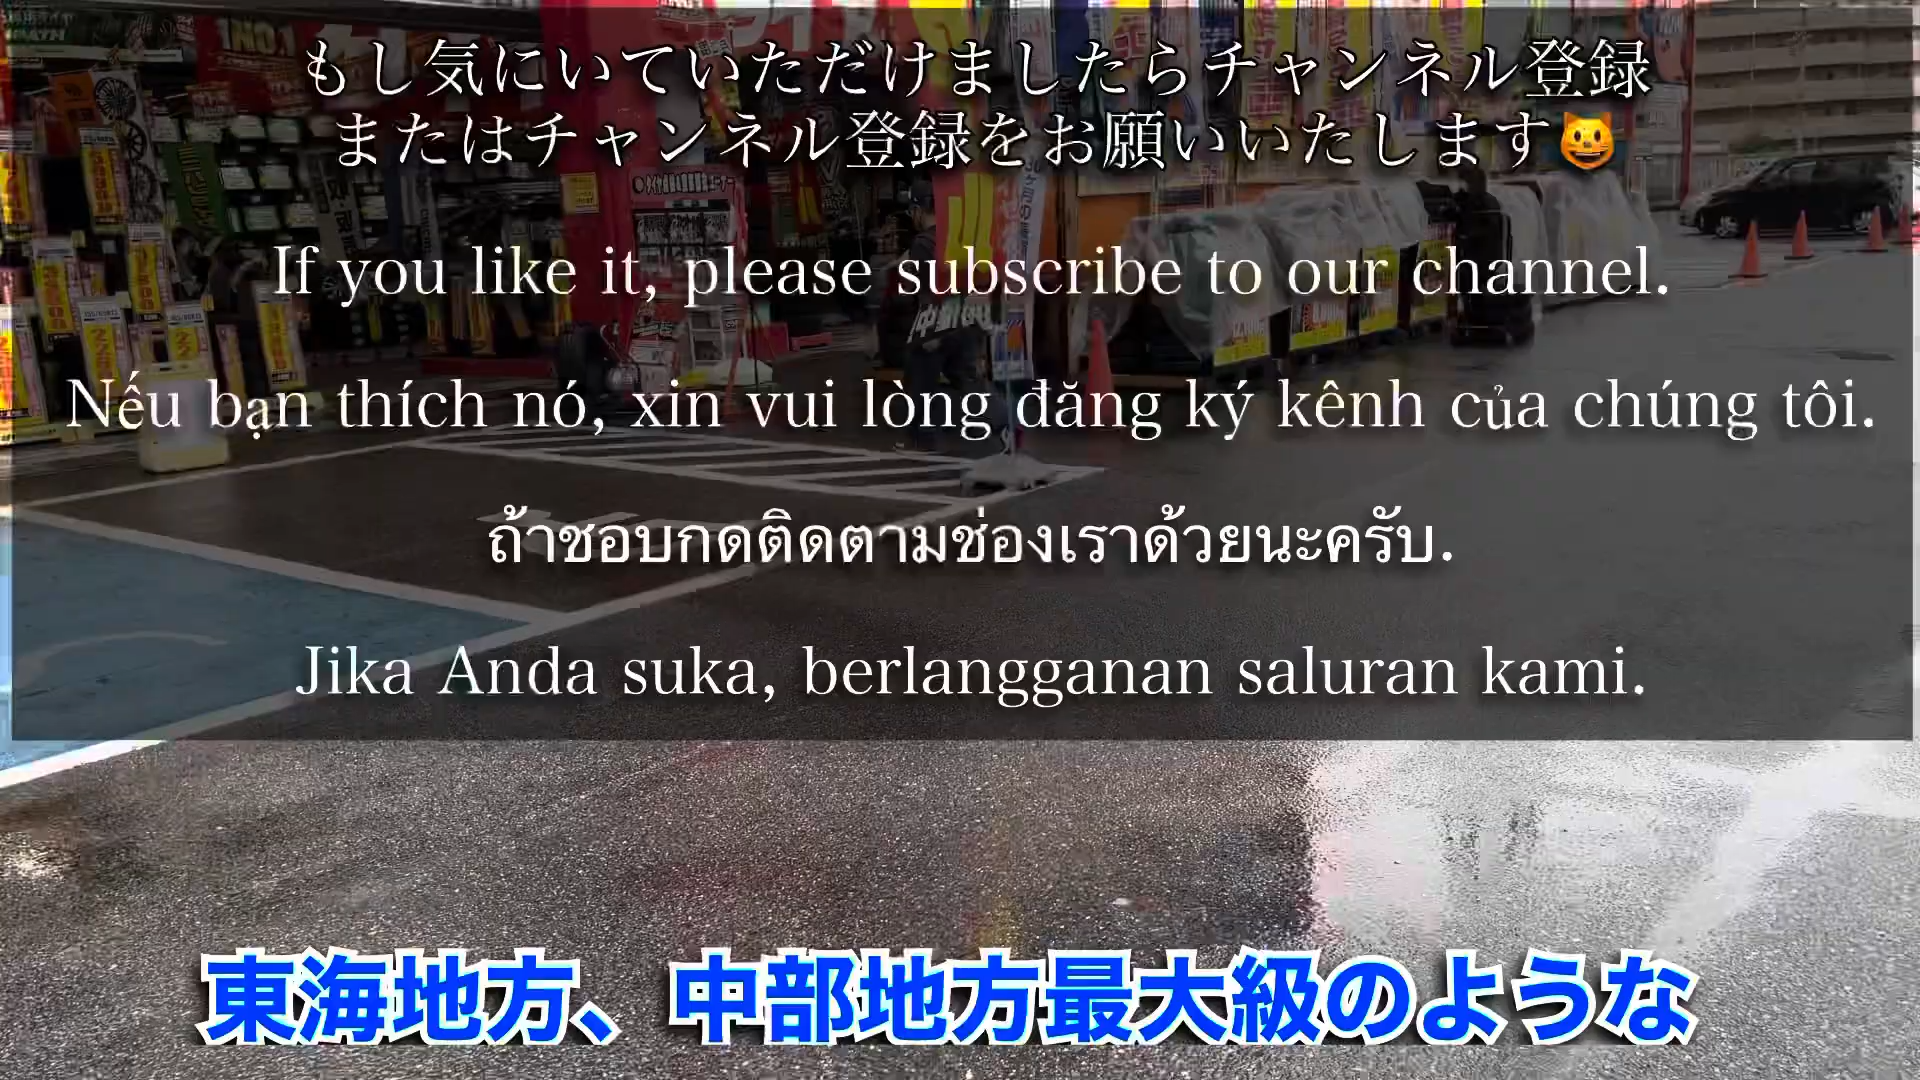 もし気にいていただけましたらチャンネル登録
またはチャンネル登録をお願いいたします😺
If you like it, please subscribe to our channel.
Nếu bạn thích nó, xin vui lòng đăng ký kênh của chúng tôi.
ถ้าชอบกดติดตามช่องเราด้วยนะครับ.
Jika Anda suka, berlangganan saluran kami.
東海地方、中部地方最大級のような